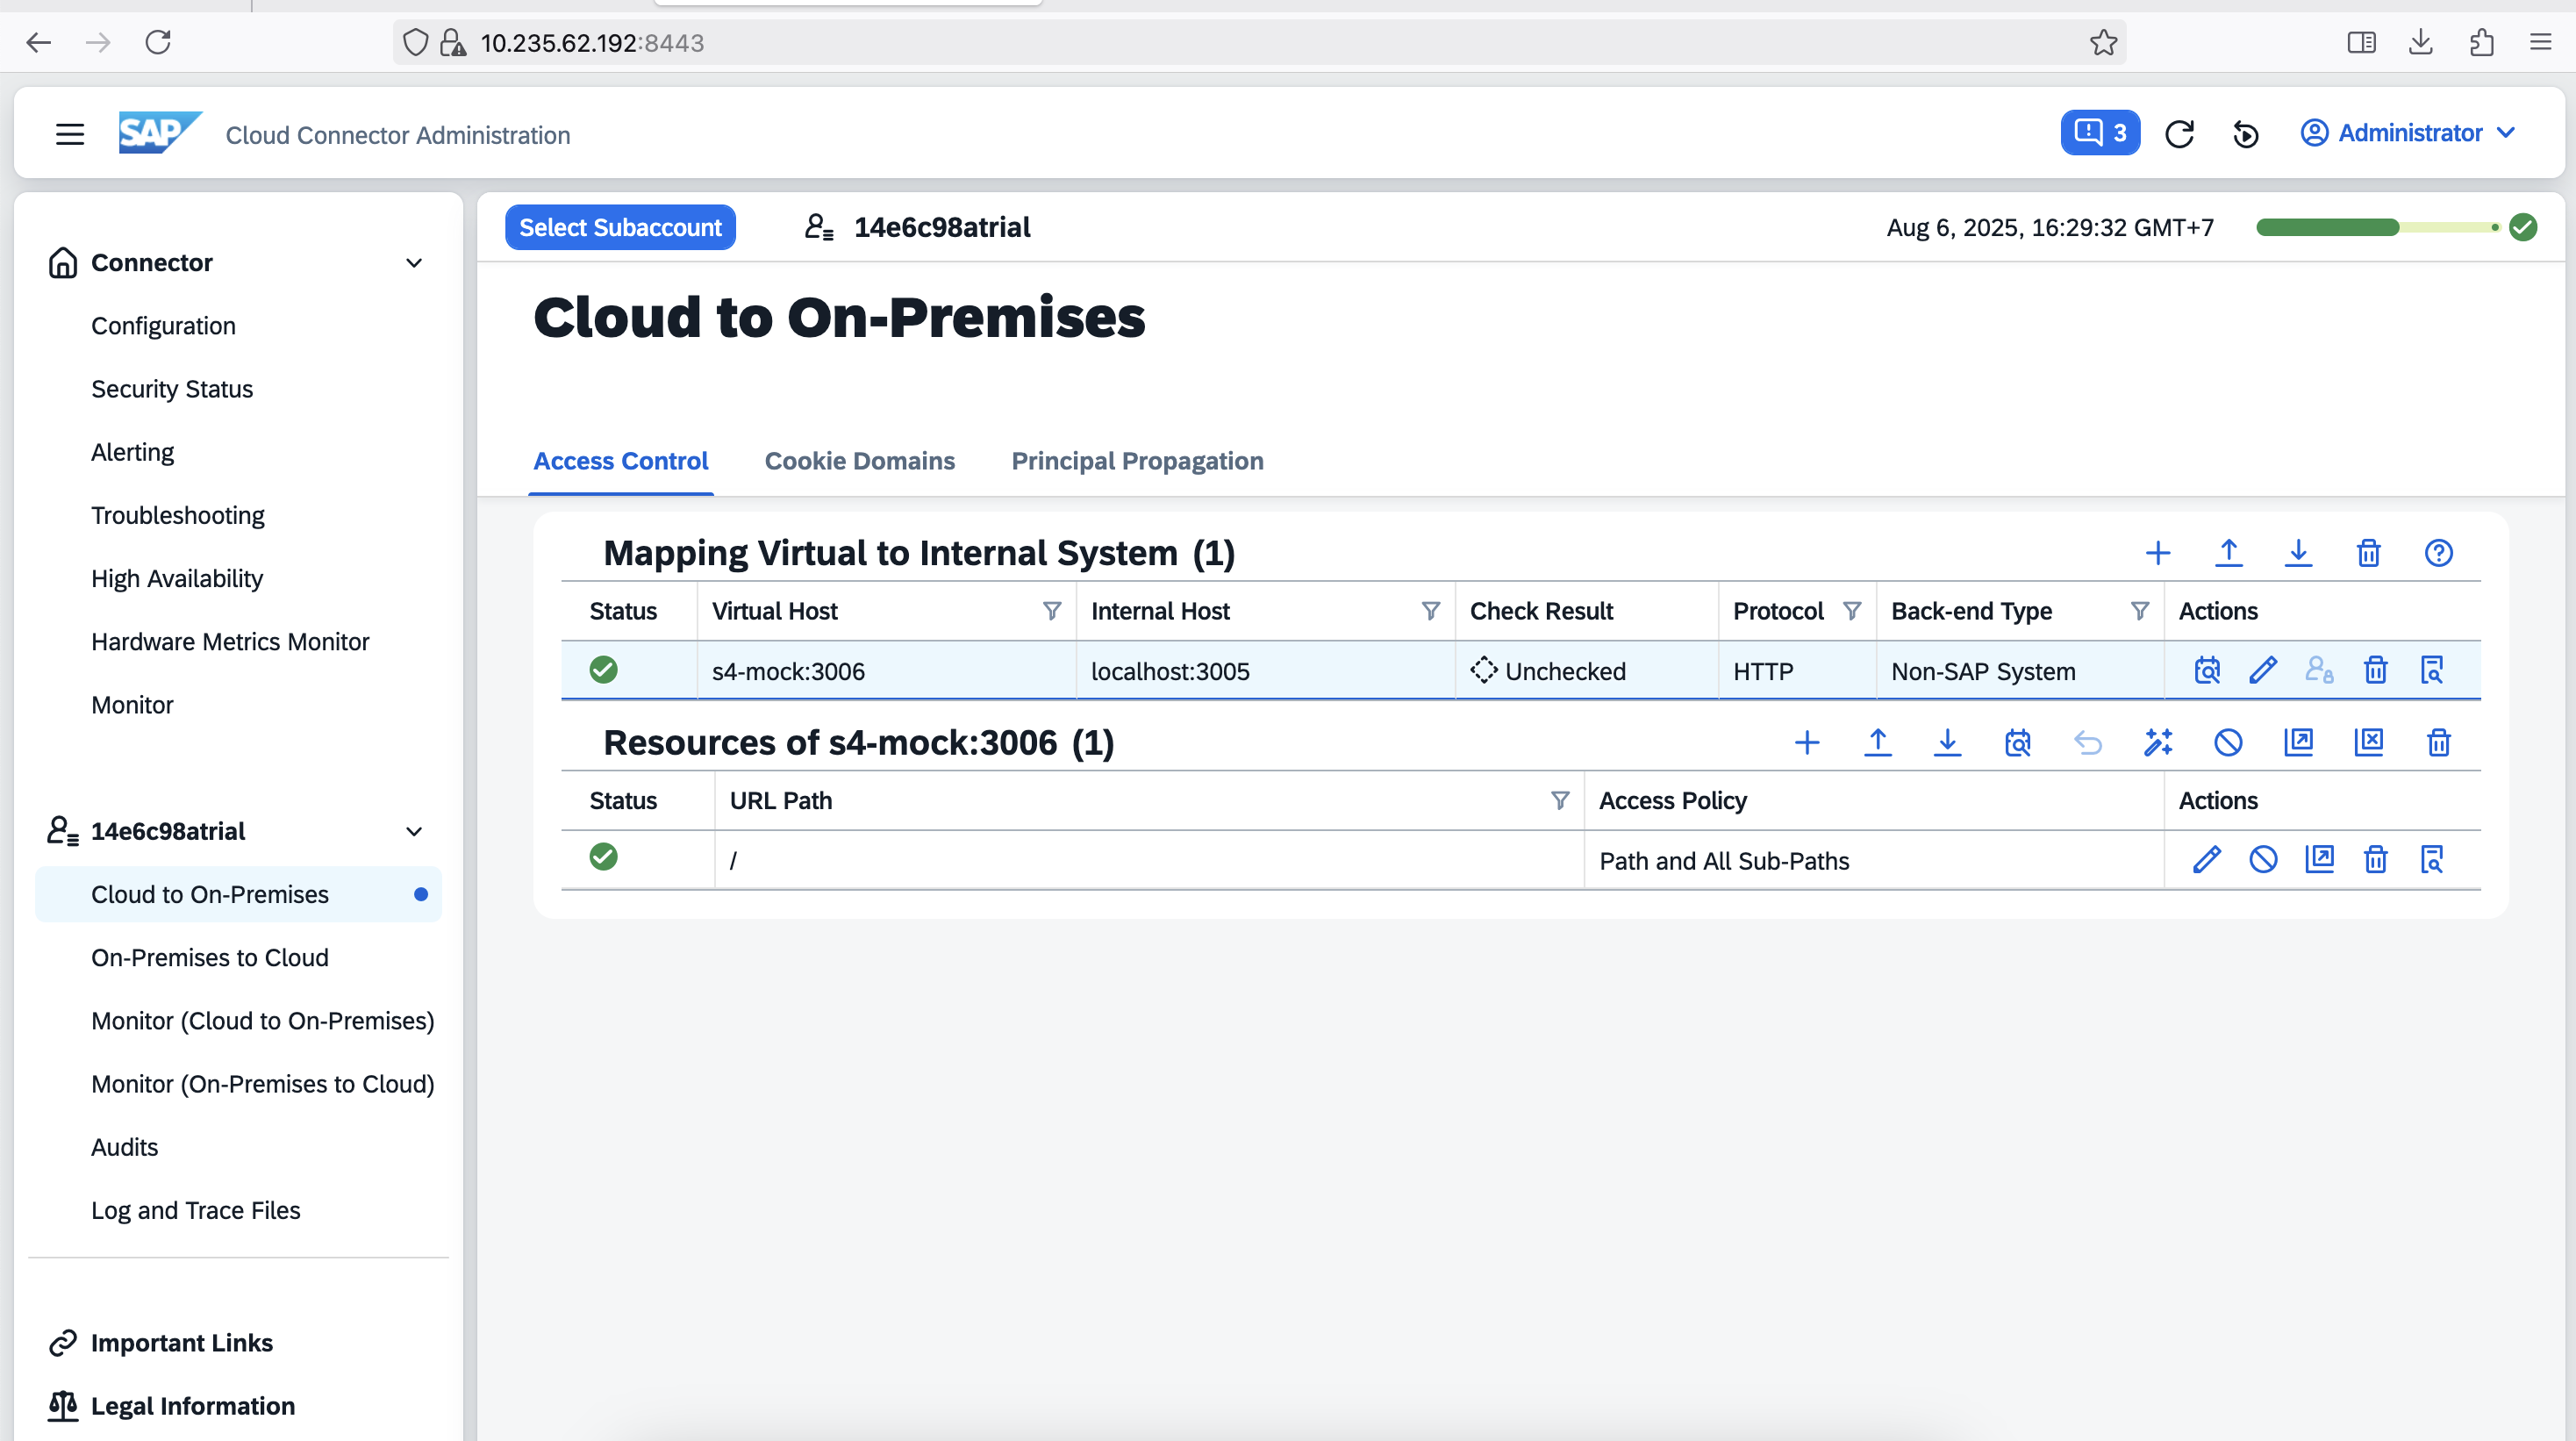 10.235.62.192:8443
SAP Cloud Connector Administration
3
Administrator
Connector
Configuration
Security Status
Alerting
Troubleshooting
High Availability
Hardware Metrics Monitor
Monitor
14e6c98atrial
Cloud to On-Premises
On-Premises to Cloud
Monitor (Cloud to On-Premises)
Monitor (On-Premises to Cloud)
Audits
Log and Trace Files
Important Links
Legal Information
Select Subaccount
14e6c98atrial
Aug 6, 2025, 16:29:32 GMT+7
Cloud to On-Premises
Access Control Cookie Domains Principal Propagation
Mapping Virtual to Internal System (1)
Status Virtual Host Internal Host Check Result Protocol Back-end Type Actions
s4-mock:3006 localhost:3005 Unchecked HTTP Non-SAP System
Resources of s4-mock:3006 (1)
Status URL Path Access Policy Actions
/ Path and All Sub-Paths